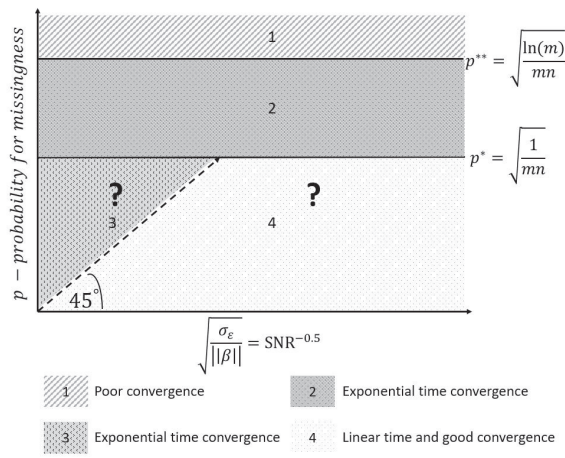 1
p** = √(ln(m)/mn)
p − probability for missingness
2
p* = √(1/mn)
? ?
3 4
45°
√(σ_ε/||β||) = SNR^−0.5
1 Poor convergence 2 Exponential time convergence
3 Exponential time convergence 4 Linear time and good convergence